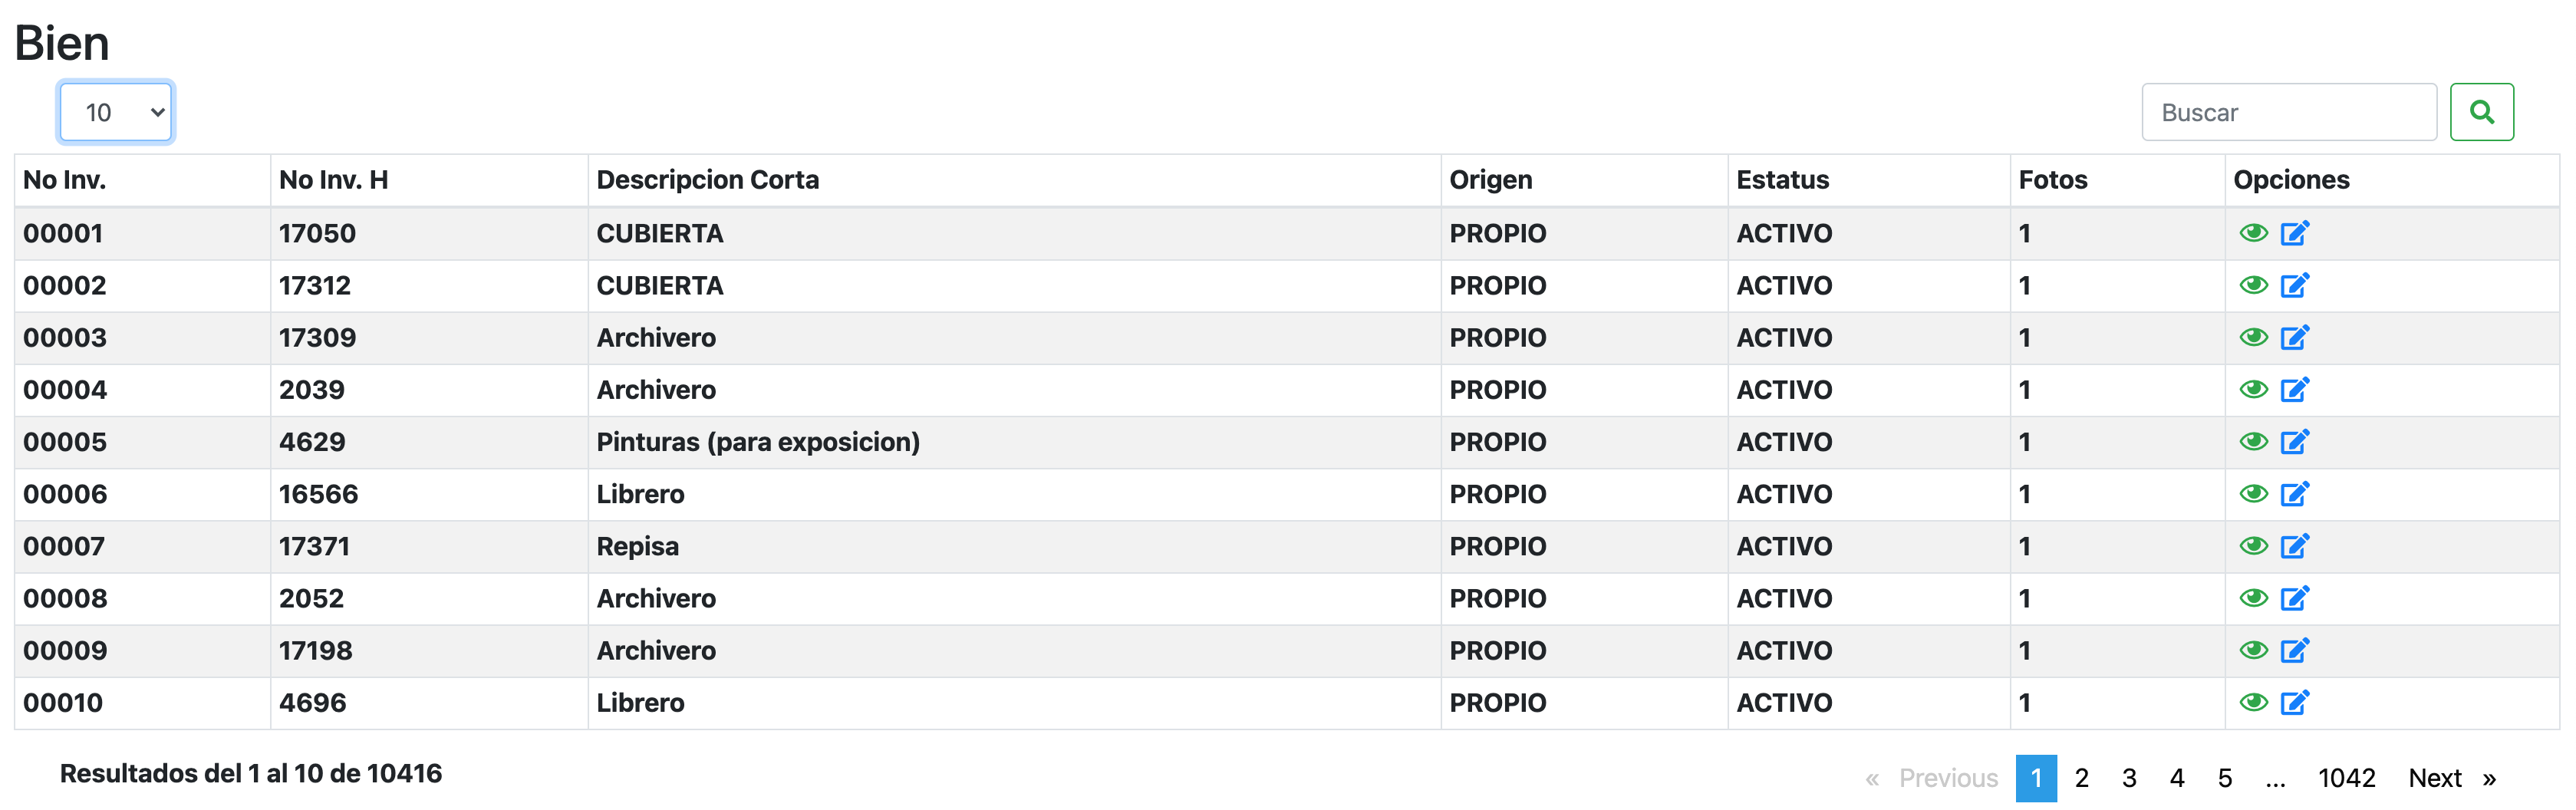 Bien
10
Buscar
No Inv. No Inv. H Descripcion Corta Origen Estatus Fotos Opciones
00001 17050 CUBIERTA PROPIO ACTIVO 1
00002 17312 CUBIERTA PROPIO ACTIVO 1
00003 17309 Archivero PROPIO ACTIVO 1
00004 2039 Archivero PROPIO ACTIVO 1
00005 4629 Pinturas (para exposicion) PROPIO ACTIVO 1
00006 16566 Librero PROPIO ACTIVO 1
00007 17371 Repisa PROPIO ACTIVO 1
00008 2052 Archivero PROPIO ACTIVO 1
00009 17198 Archivero PROPIO ACTIVO 1
00010 4696 Librero PROPIO ACTIVO 1
Resultados del 1 al 10 de 10416
« Previous 1 2 3 4 5 ... 1042 Next »